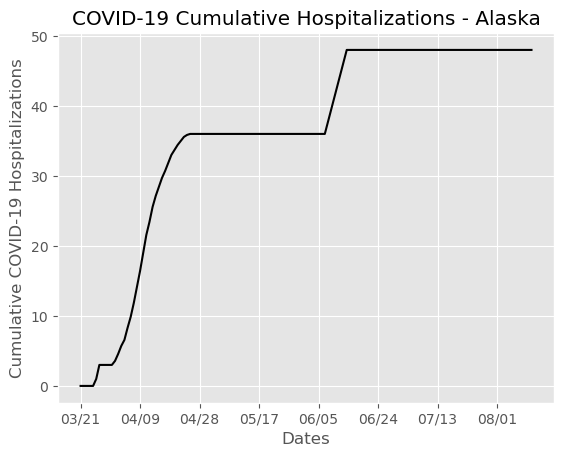 COVID-19 Cumulative Hospitalizations - Alaska
Cumulative COVID-19 Hospitalizations
50
40
30
20
10
0
03/21 04/09 04/28 05/17 06/05 06/24 07/13 08/01
Dates